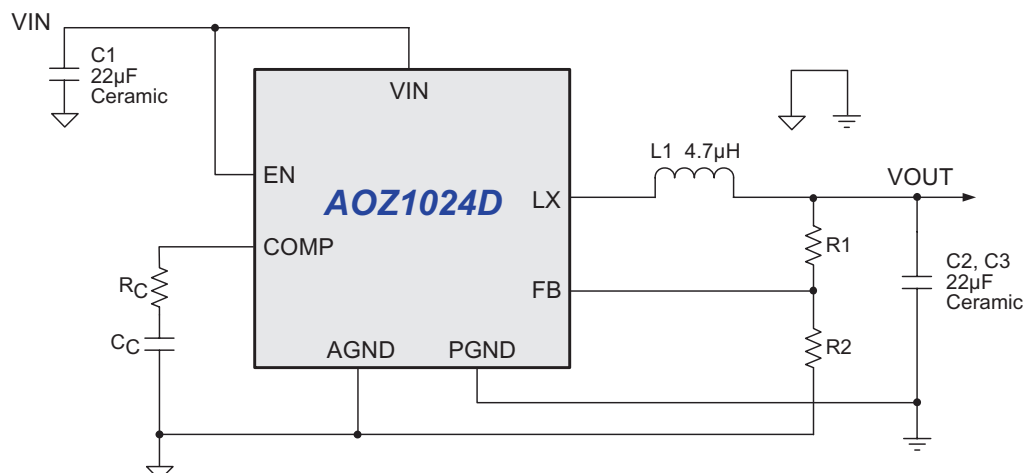 VIN
C1
22µF
Ceramic
VIN
EN
AOZ1024D
LX
L1 4.7µH
VOUT
COMP
R1
RC
FB
C2, C3
22µF
Ceramic
CC
AGND
PGND
R2